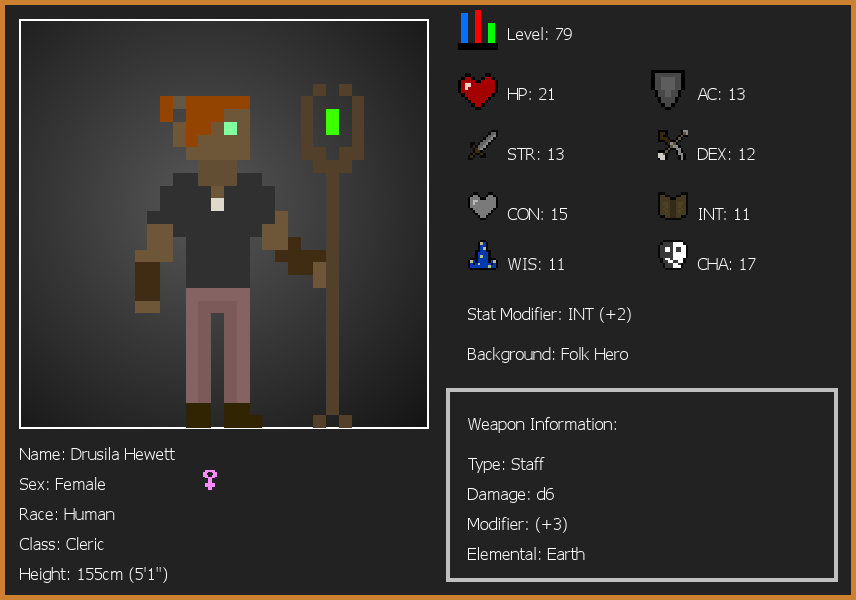 Level: 79
HP: 21
AC: 13
STR: 13
DEX: 12
CON: 15
INT: 11
WIS: 11
CHA: 17
Stat Modifier: INT (+2)
Background: Folk Hero
Weapon Information:
Type: Staff
Damage: d6
Modifier: (+3)
Elemental: Earth
Name: Drusila Hewett
Sex: Female
Race: Human
Class: Cleric
Height: 155cm (5'1")